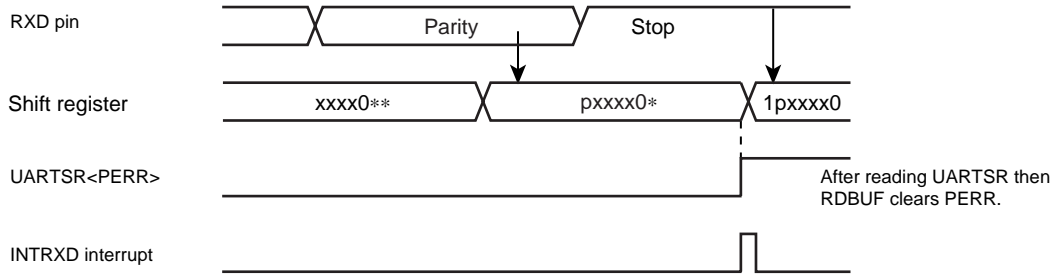 RXD pin Parity Stop
Shift register xxxx0∗∗ pxxxx0∗ 1pxxxx0
UARTSR<PERR> After reading UARTSR then
RDBUF clears PERR.
INTRXD interrupt